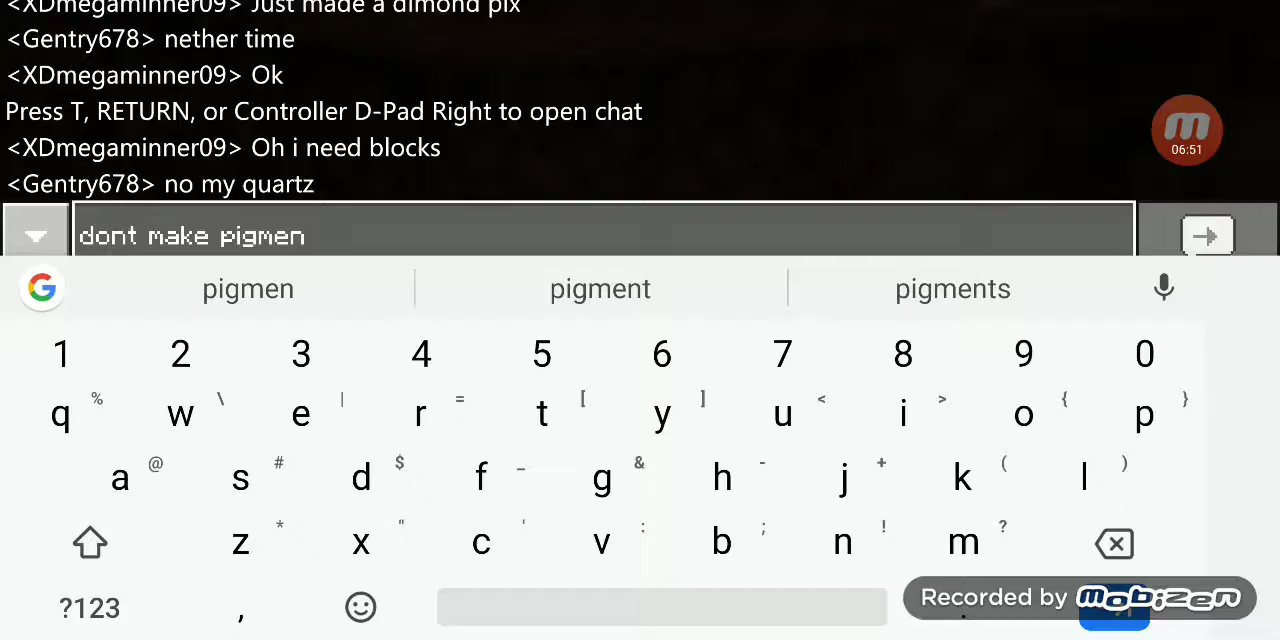 <XDmegaminner09> Just made a dimond pix
<Gentry678> nether time
<XDmegaminner09> Ok
Press T, RETURN, or Controller D-Pad Right to open chat
<XDmegaminner09> Oh i need blocks
m
06:51
<Gentry678> no my quartz
dont make pigmen
G pigmen pigment pigments
1 2 3 4 5 6 7 8 9 0
q % w \ e | r = t [ y ] u < i > o { p }
a @ s # d $ f _ g & h - j + k ( l )
z * x " c ' v : b ; n ! m ?
?123 , .
Recorded by mobizen